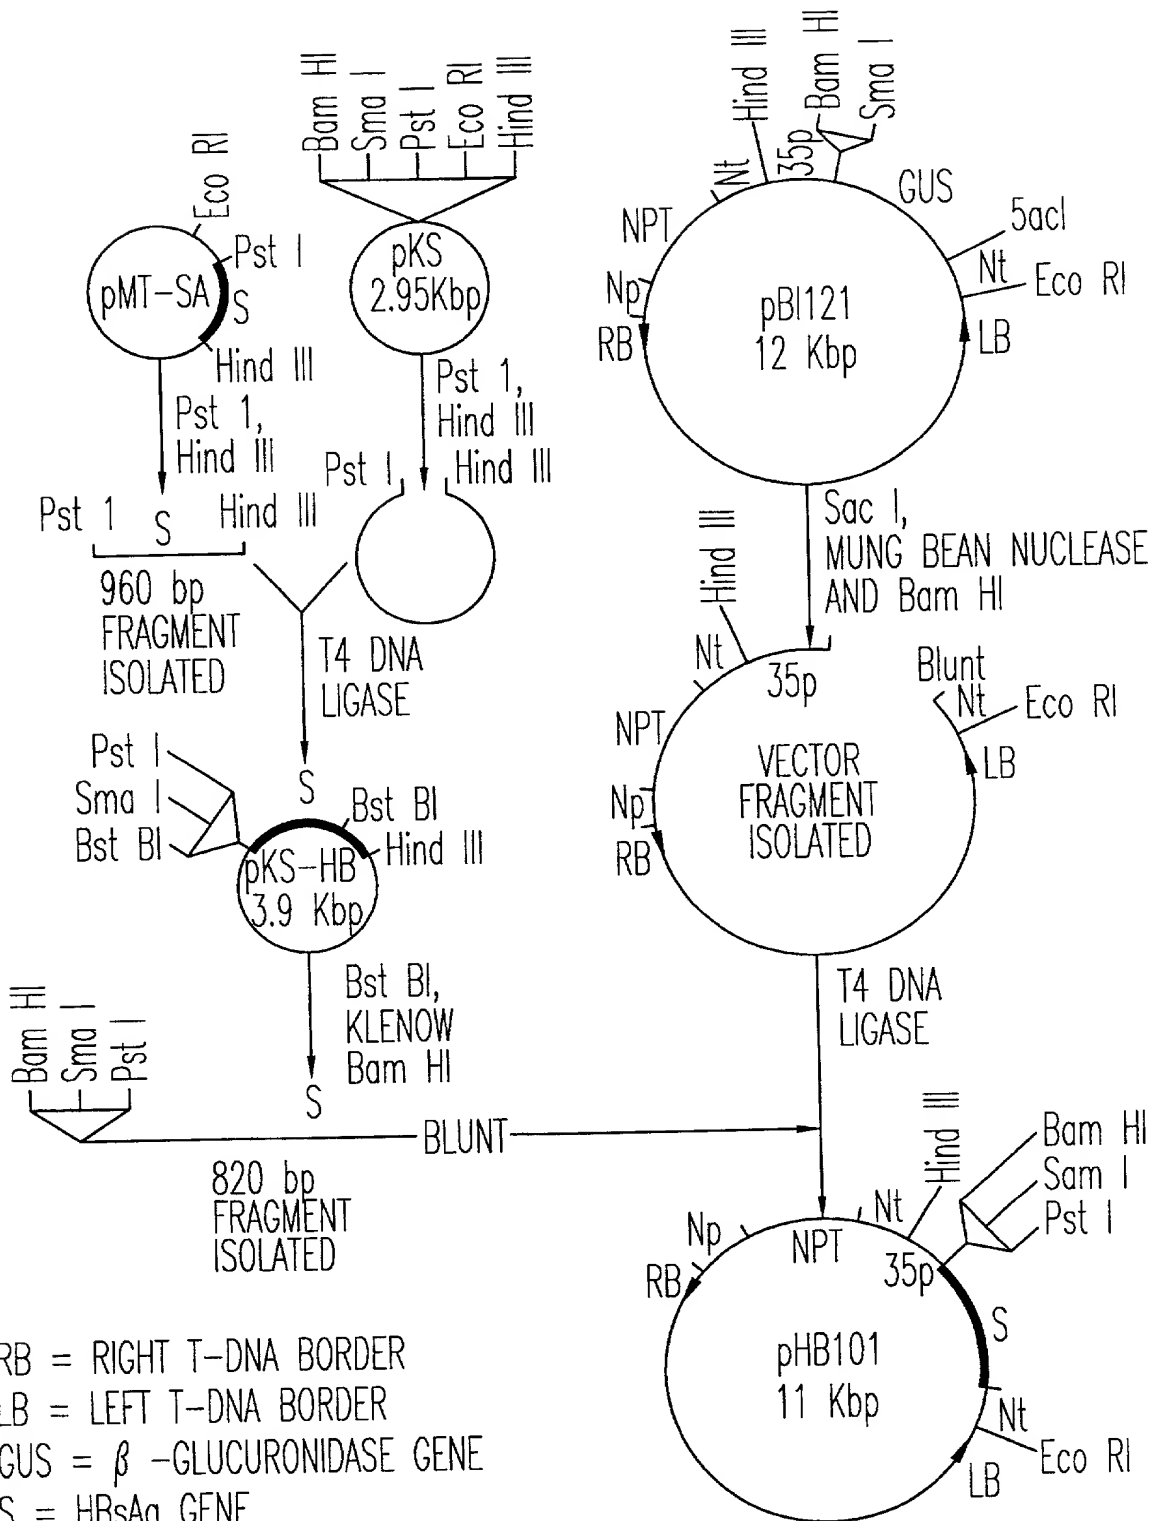 Bam HI
Sma I
Pst I
Eco RI
Hind III
Eco RI
Pst I
pMT-SA
S
Hind III
pKS
2.95Kbp
Pst 1,
Hind III
Pst 1,
Hind III
Pst 1
S
Hind III
960 bp
FRAGMENT
ISOLATED
Pst I
Hind III
T4 DNA
LIGASE
Pst I
Sma I
Bst BI
S
Bst BI
Hind III
pKS-HB
3.9 Kbp
Bst BI,
KLENOW
Bam HI
S
Bam HI
Sma I
Pst I
BLUNT
820 bp
FRAGMENT
ISOLATED
Hind III
35p
Bam HI
Sma I
Nt
NPT
Np
RB
GUS
5acI
Nt
Eco RI
LB
pBI121
12 Kbp
Sac I,
MUNG BEAN NUCLEASE
AND Bam HI
Hind III
Nt
35p
NPT
Np
RB
Blunt
Nt
Eco RI
LB
VECTOR
FRAGMENT
ISOLATED
T4 DNA
LIGASE
Hind III
Bam HI
Sam I
Pst I
Nt
NPT
Np
RB
35p
S
pHB101
11 Kbp
Nt
Eco RI
LB
RB = RIGHT T-DNA BORDER
LB = LEFT T-DNA BORDER
GUS = β -GLUCURONIDASE GENE
S = HBsAg GENE